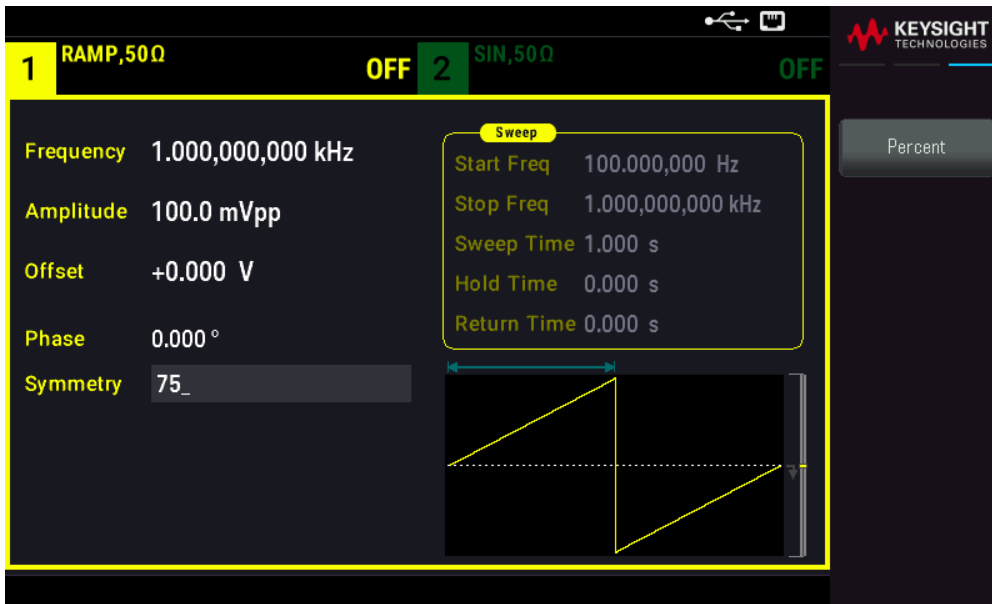 KEYSIGHT
TECHNOLOGIES
1 RAMP,50Ω OFF
2 SIN,50Ω OFF
Frequency 1.000,000,000 kHz
Amplitude 100.0 mVpp
Offset +0.000 V
Phase 0.000 °
Symmetry 75_
Sweep
Start Freq 100.000,000 Hz
Stop Freq 1.000,000,000 kHz
Sweep Time 1.000 s
Hold Time 0.000 s
Return Time 0.000 s
Percent